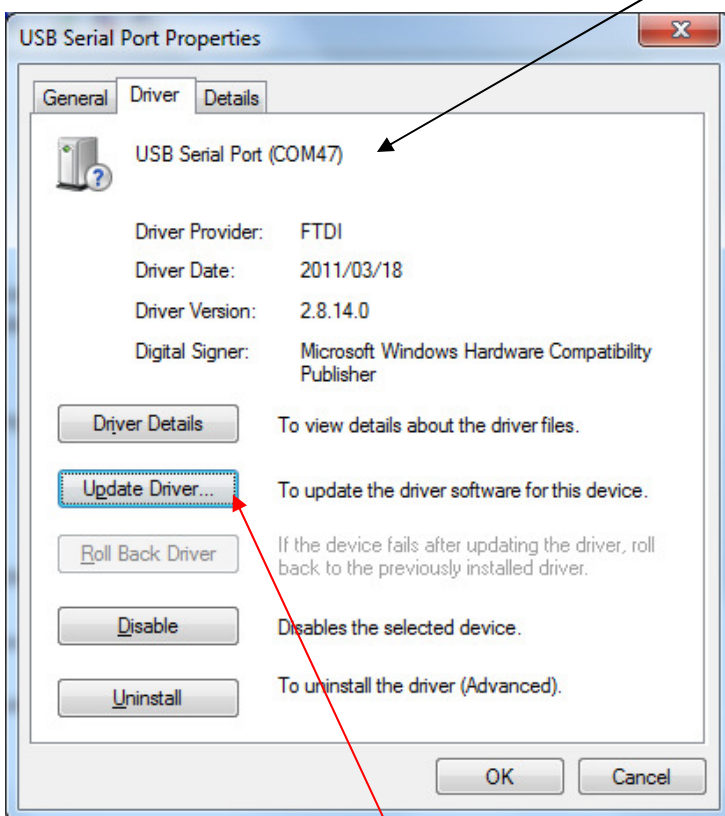 USB Serial Port Properties
General Driver Details
USB Serial Port (COM47)
Driver Provider: FTDI
Driver Date: 2011/03/18
Driver Version: 2.8.14.0
Digital Signer: Microsoft Windows Hardware Compatibility
Publisher
Driver Details To view details about the driver files.
Update Driver... To update the driver software for this device.
Roll Back Driver If the device fails after updating the driver, roll
back to the previously installed driver.
Disable Disables the selected device.
Uninstall To uninstall the driver (Advanced).
OK Cancel